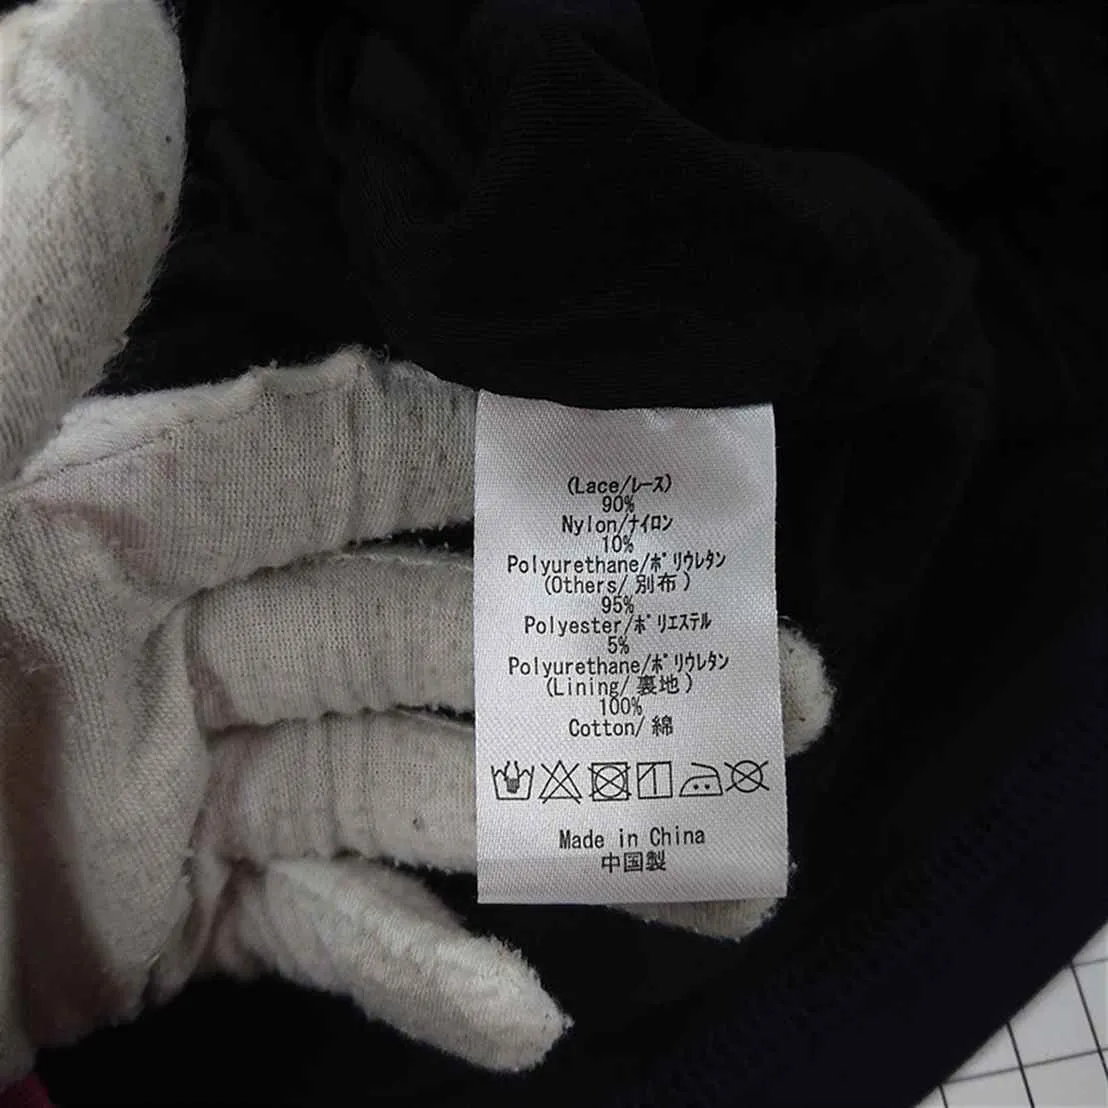 (Lace/レース)
90%
Nylon/ナイロン
10%
Polyurethane/ポリウレタン
(Others/別布)
95%
Polyester/ポリエステル
5%
Polyurethane/ポリウレタン
(Lining/裏地)
100%
Cotton/綿
Made in China
中国製